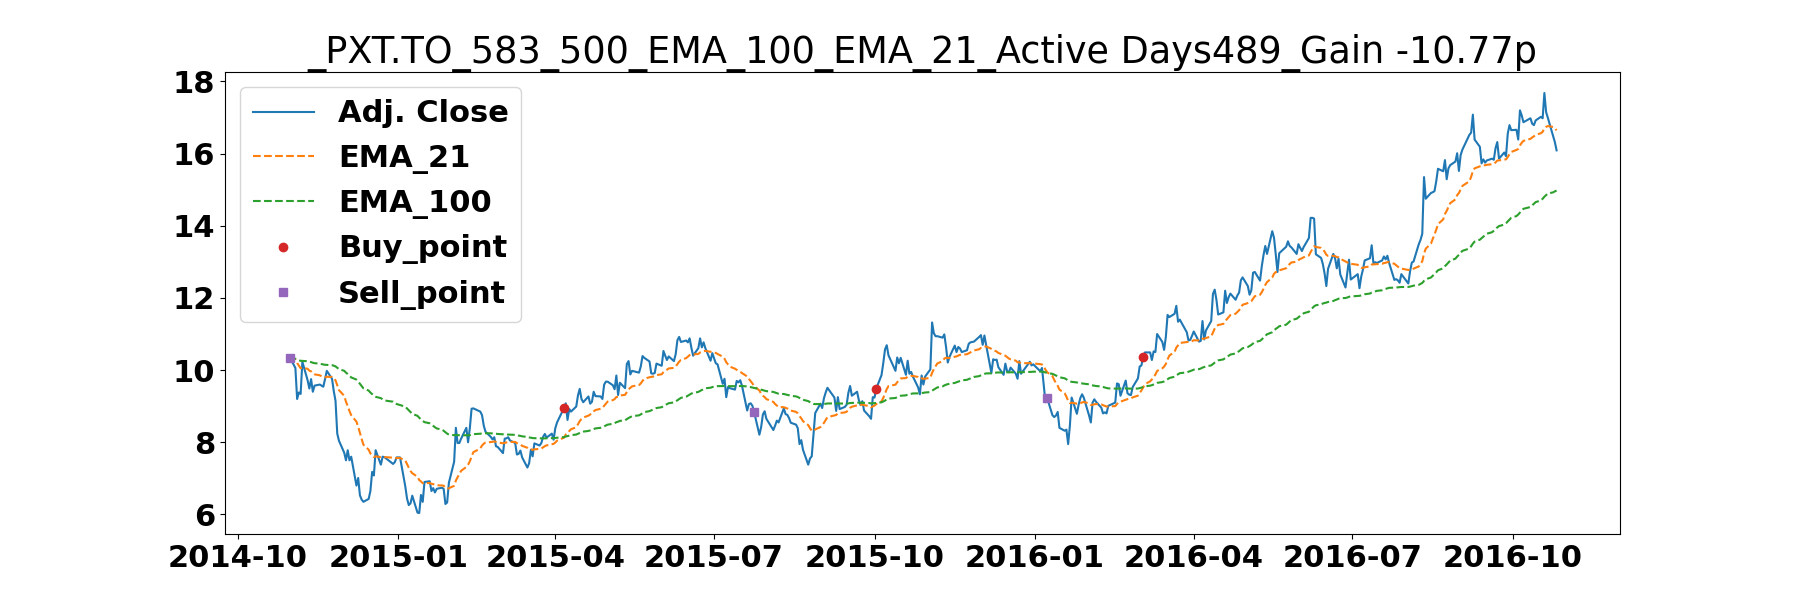 _PXT.TO_583_500_EMA_100_EMA_21_Active Days489_Gain -10.77p
18
16
14
12
10
8
6
Adj. Close
EMA_21
EMA_100
Buy_point
Sell_point
2014-10 2015-01 2015-04 2015-07 2015-10 2016-01 2016-04 2016-07 2016-10